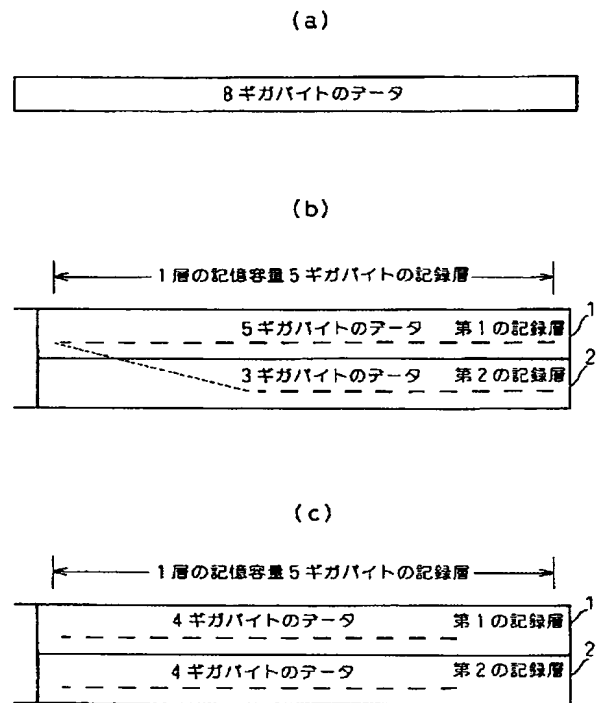 (a)
8ギガバイトのデータ
(b)
1層の記憶容量5ギガバイトの記録層
5ギガバイトのデータ 第1の記録層 1
3ギガバイトのデータ 第2の記録層 2
(c)
1層の記憶容量5ギガバイトの記録層
4ギガバイトのデータ 第1の記録層 1
4ギガバイトのデータ 第2の記録層 2